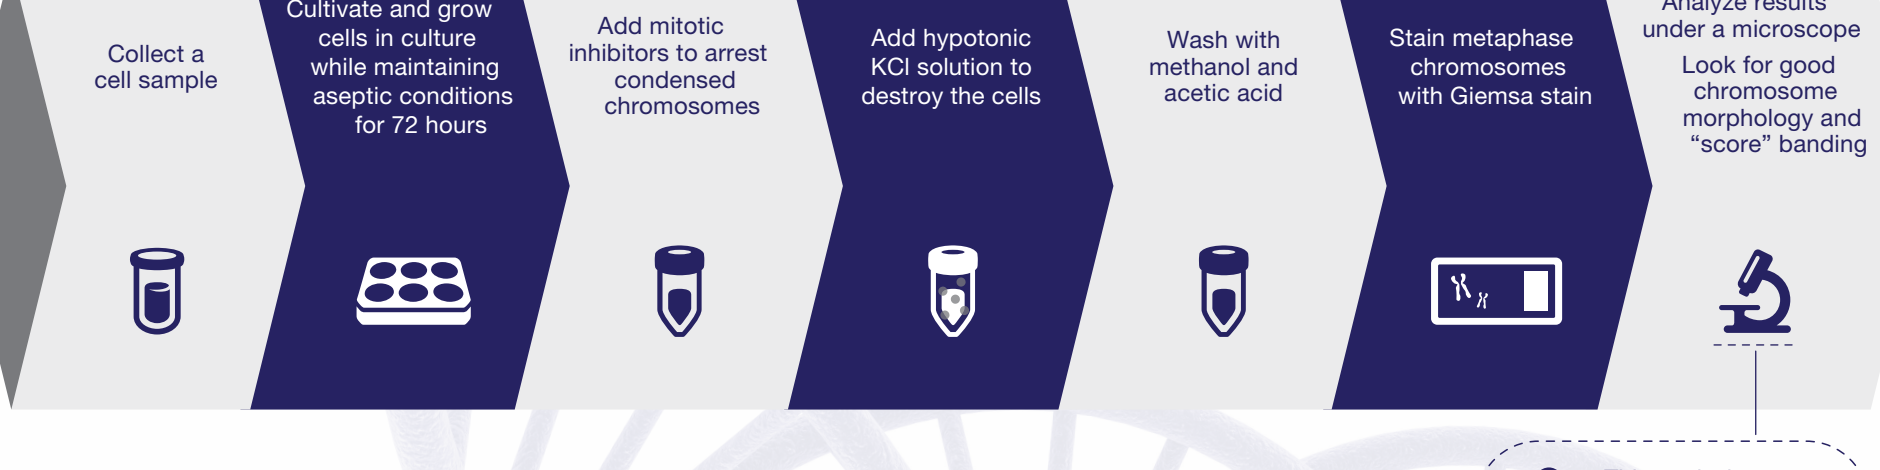 Collect a
cell sample
Cultivate and grow
cells in culture
while maintaining
aseptic conditions
for 72 hours
Add mitotic
inhibitors to arrest
condensed
chromosomes
Add hypotonic
KCl solution to
destroy the cells
Wash with
methanol and
acetic acid
Stain metaphase
chromosomes
with Giemsa stain
Analyze results
under a microscope
Look for good
chromosome
morphology and
“score” banding